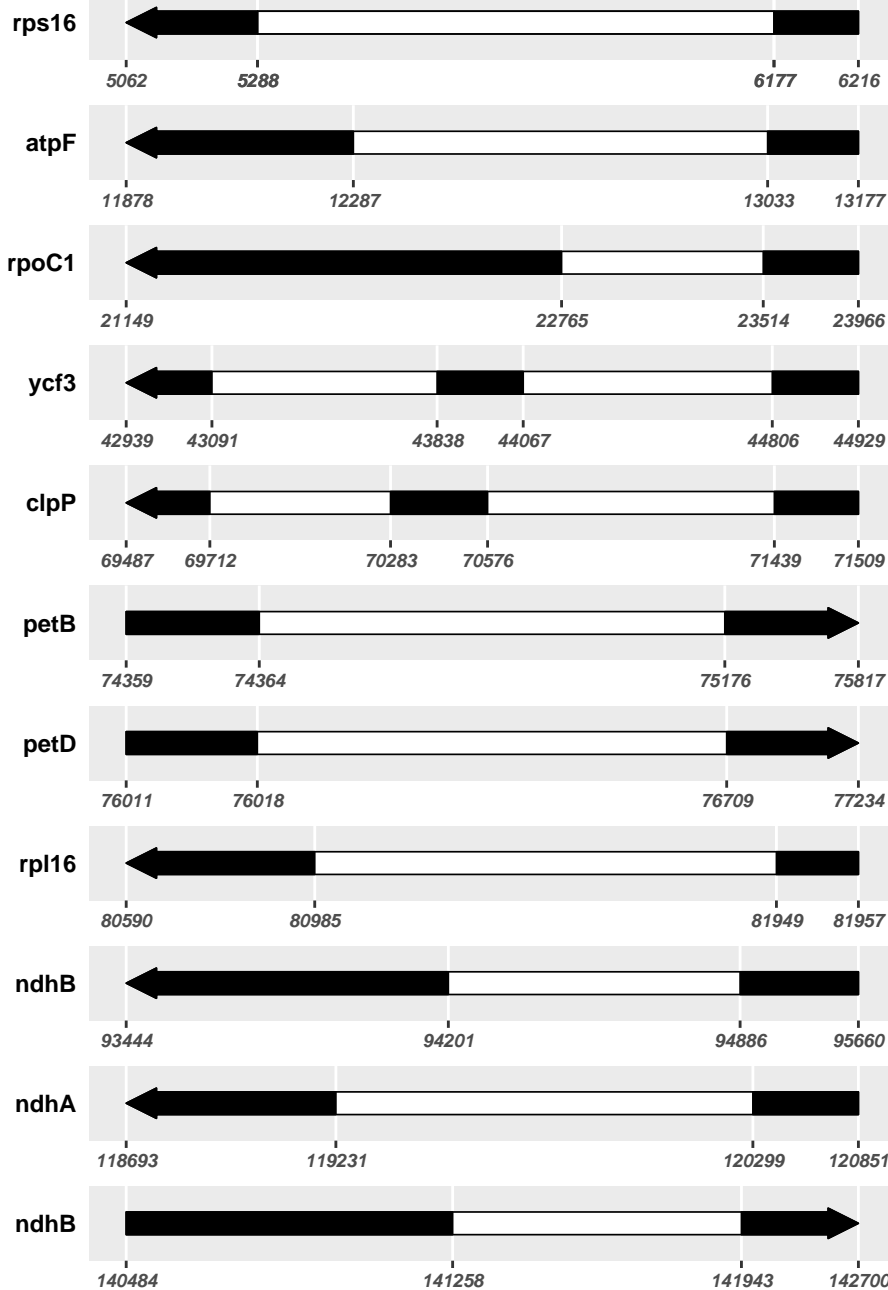 rps16
5062 5288 6177 6216
atpF
11878 12287 13033 13177
rpoC1
21149 22765 23514 23966
ycf3
42939 43091 43838 44067 44806 44929
clpP
69487 69712 70283 70576 71439 71509
petB
74359 74364 75176 75817
petD
76011 76018 76709 77234
rpl16
80590 80985 81949 81957
ndhB
93444 94201 94886 95660
ndhA
118693 119231 120299 120851
ndhB
140484 141258 141943 142700